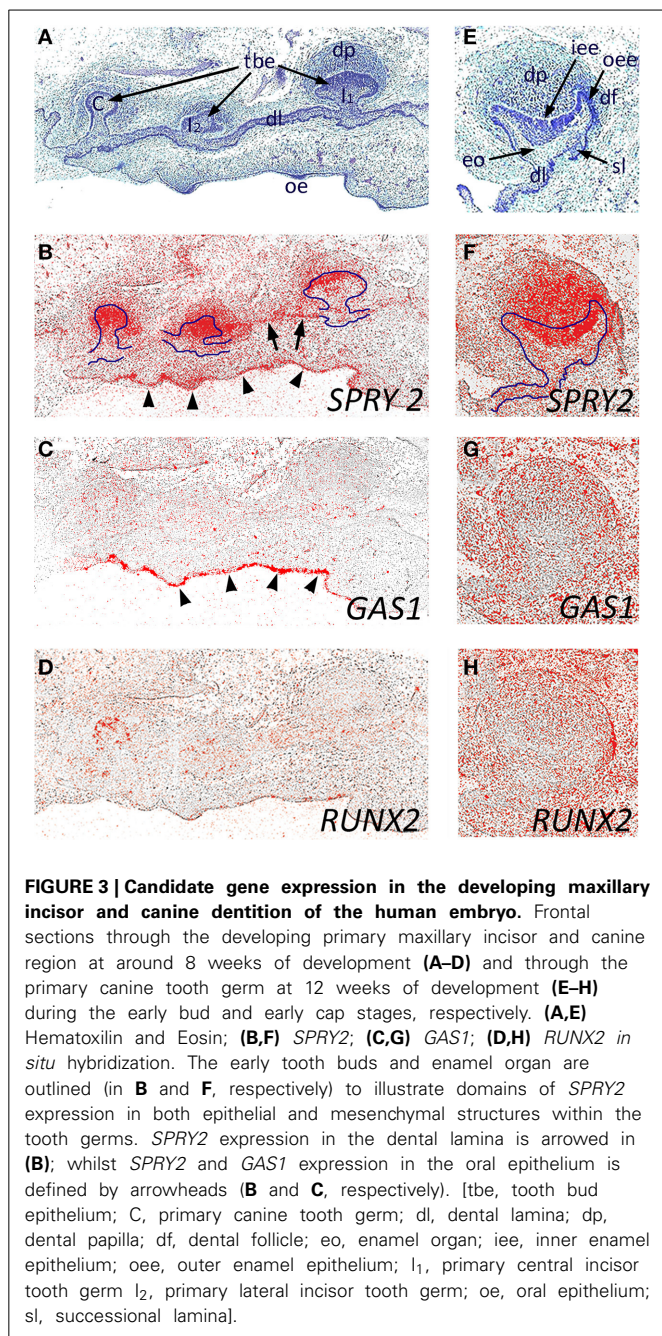 A
tbe
dp
C
I1
I2
dl
oe
E
iee
oee
dp
df
eo
dl
sl
B
SPRY 2
F
SPRY2
C
GAS1
G
GAS1
D
RUNX2
H
RUNX2
FIGURE 3 | Candidate gene expression in the developing maxillary
incisor and canine dentition of the human embryo. Frontal
sections through the developing primary maxillary incisor and canine
region at around 8 weeks of development (A–D) and through the
primary canine tooth germ at 12 weeks of development (E–H)
during the early bud and early cap stages, respectively. (A,E)
Hematoxilin and Eosin; (B,F) SPRY2; (C,G) GAS1; (D,H) RUNX2 in
situ hybridization. The early tooth buds and enamel organ are
outlined (in B and F, respectively) to illustrate domains of SPRY2
expression in both epithelial and mesenchymal structures within the
tooth germs. SPRY2 expression in the dental lamina is arrowed in
(B); whilst SPRY2 and GAS1 expression in the oral epithelium is
defined by arrowheads (B and C, respectively). [tbe, tooth bud
epithelium; C, primary canine tooth germ; dl, dental lamina; dp,
dental papilla; df, dental follicle; eo, enamel organ; iee, inner enamel
epithelium; oee, outer enamel epithelium; I1, primary central incisor
tooth germ I2, primary lateral incisor tooth germ; oe, oral epithelium;
sl, successional lamina].